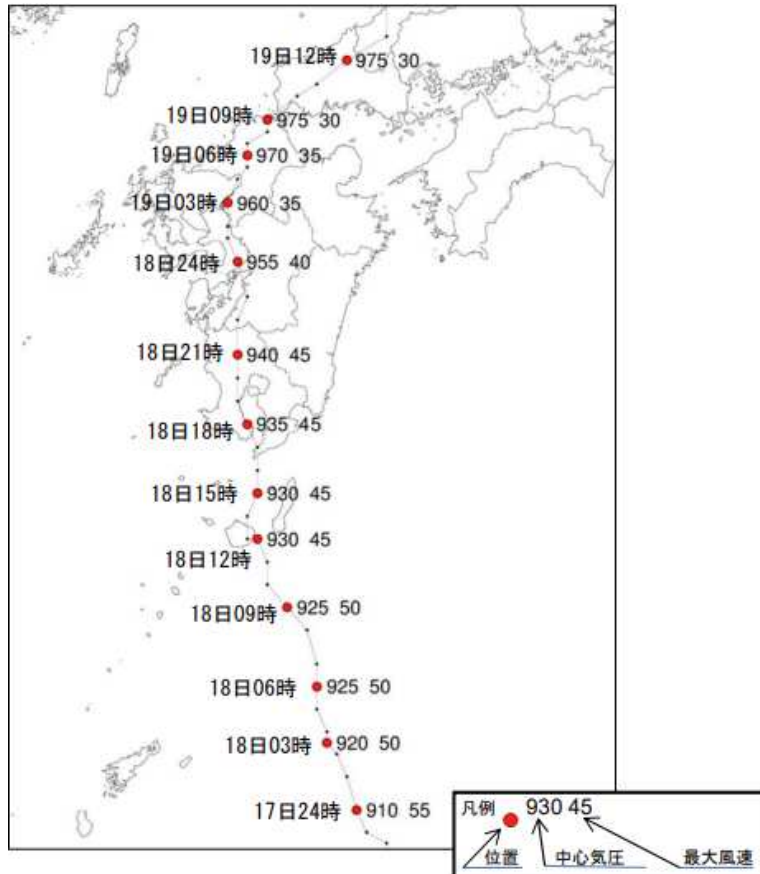 19日12時 975 30
19日09時 975 30
19日06時 970 35
19日03時 960 35
18日24時 955 40
18日21時 940 45
18日18時 935 45
18日15時 930 45
18日12時 930 45
18日09時 925 50
18日06時 925 50
18日03時 920 50
17日24時 910 55
凡例 930 45
位置 中心気圧 最大風速